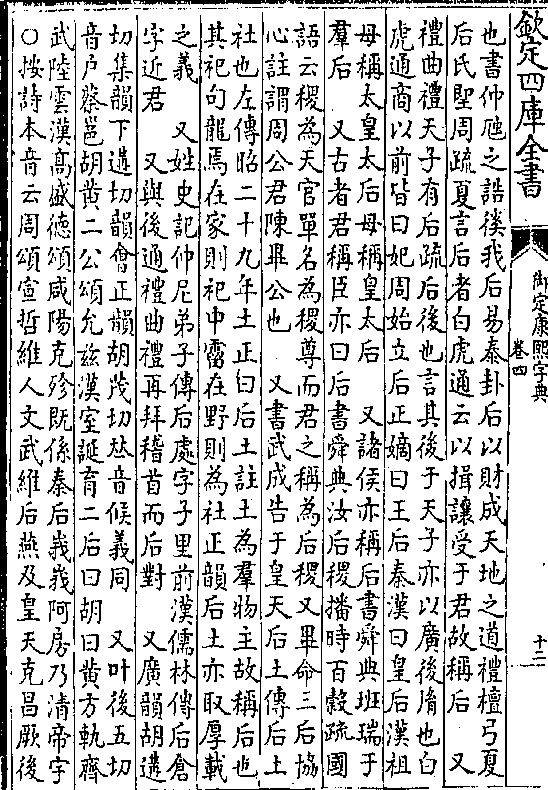 欽定四庫全書
御定康熙字典
卷四
十二
也書仲虺之誥徯我后易泰卦后以財成天地之道禮檀弓夏
后氏堲周疏夏言后者白虎通云以揖讓受于君故稱后　又
禮曲禮天子有后疏后後也言其後于天子亦以廣後㣧也白
虎通商以前皆曰妃周始立后正嫡曰王后秦漢曰皇后漢祖
母稱太皇太后母稱皇太后　又諸侯亦稱后書舜典班瑞于
羣后　又古者君稱臣亦曰后書舜典汝后稷播時百穀疏國
語云稷為天官單名為稷尊而君之稱為后稷又畢命三后協
心註謂周公君陳畢公也　又書武成告于皇天后土傳后土
社也左傳昭二十九年土正曰后土註土為羣物主故稱后也
其祀句龍焉在家則祀中霤在野則為社正韻后土亦取厚載
之義　又姓史記仲尼弟子傳后處字子里前漢儒林傳后倉
字近君　又與後通禮曲禮再拜稽首而后對　又廣韻胡遘
切集韻下遘切韻會正韻胡茂切𠀤音候義同　又叶後五切
音户蔡邕胡黄二公頌允兹漢室誕育二后曰胡曰黄方軌齊
武陸雲漢高盛德頌咸陽克殄既係秦后峩峩阿房乃清帝宇
○按詩本音云周頌宣哲維人文武維后燕及皇天克昌厥後